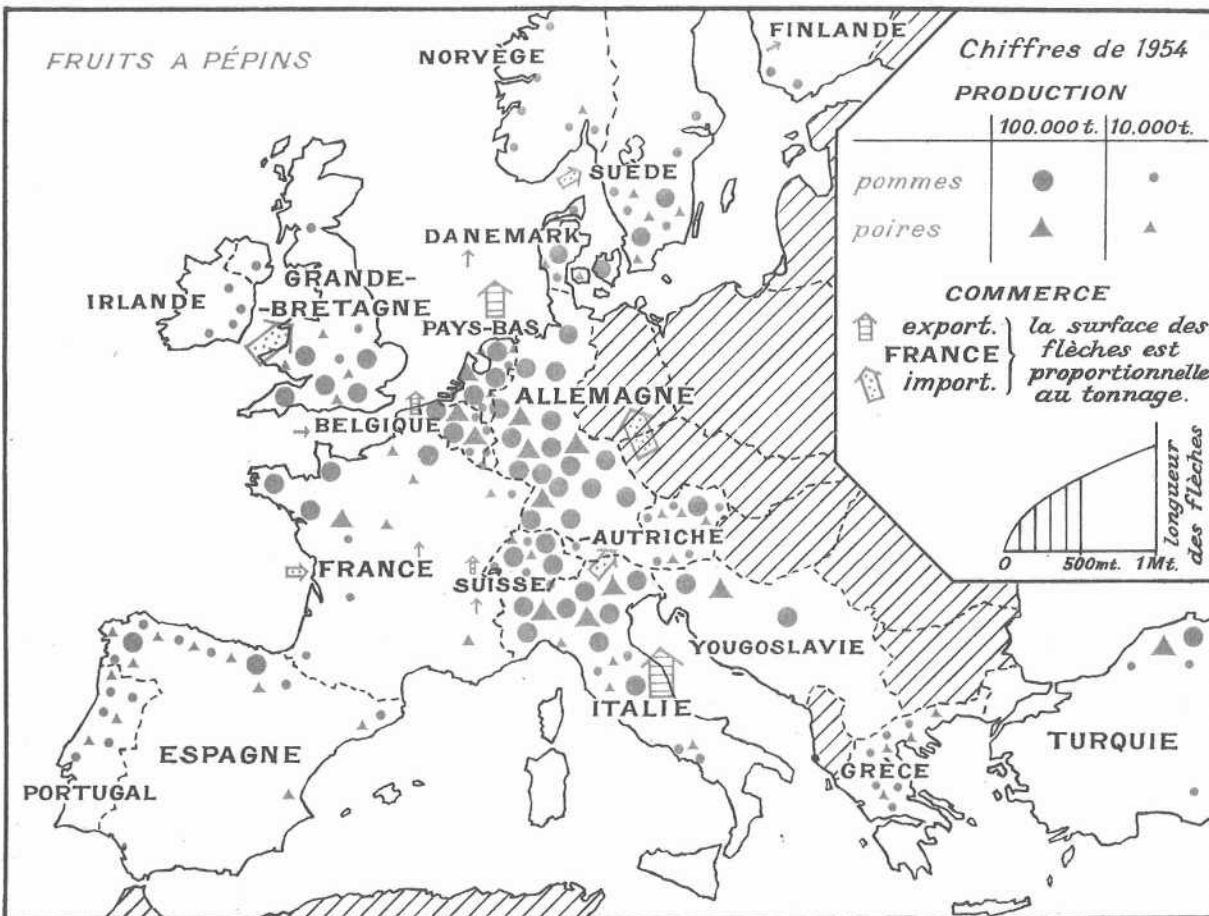 FRUITS A PÉPINS
NORVÈGE
FINLANDE
SUÈDE
DANEMARK
IRLANDE
GRANDE-
-BRETAGNE
PAYS-BAS
ALLEMAGNE
BELGIQUE
FRANCE
SUISSE
AUTRICHE
YOUGOSLAVIE
ITALIE
ESPAGNE
PORTUGAL
GRÈCE
TURQUIE
Chiffres de 1954
PRODUCTION
100.000t. 10.000t.
pommes
poires
COMMERCE
export.
FRANCE
import.
la surface des
flèches est
proportionnelle
au tonnage.
longueur
des flèches
0 500mt. 1Mt.